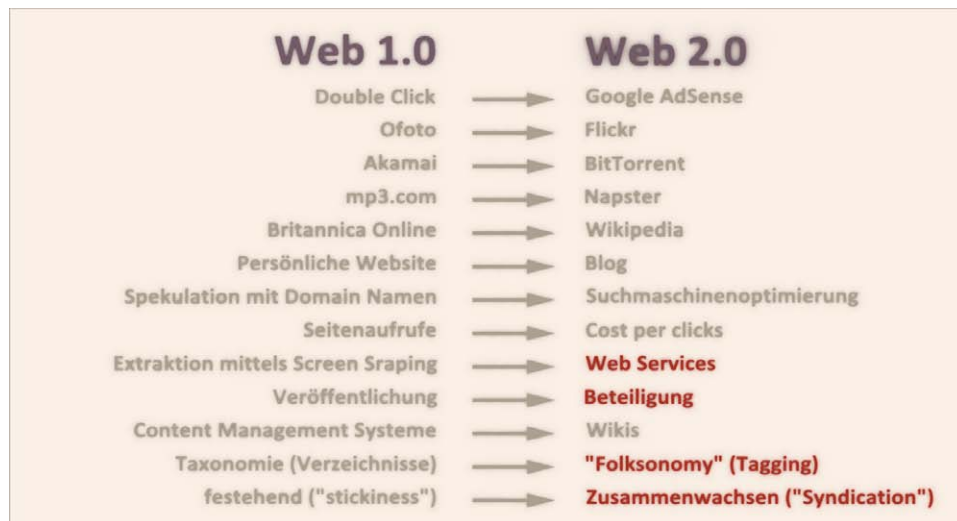 Web 1.0 Web 2.0
Double Click Google AdSense
Ofoto Flickr
Akamai BitTorrent
mp3.com Napster
Britannica Online Wikipedia
Persönliche Website Blog
Spekulation mit Domain Namen Suchmaschinenoptimierung
Seitenaufrufe Cost per clicks
Extraktion mittels Screen Sraping Web Services
Veröffentlichung Beteiligung
Content Management Systeme Wikis
Taxonomie (Verzeichnisse) "Folksonomy" (Tagging)
festehend ("stickiness") Zusammenwachsen ("Syndication")